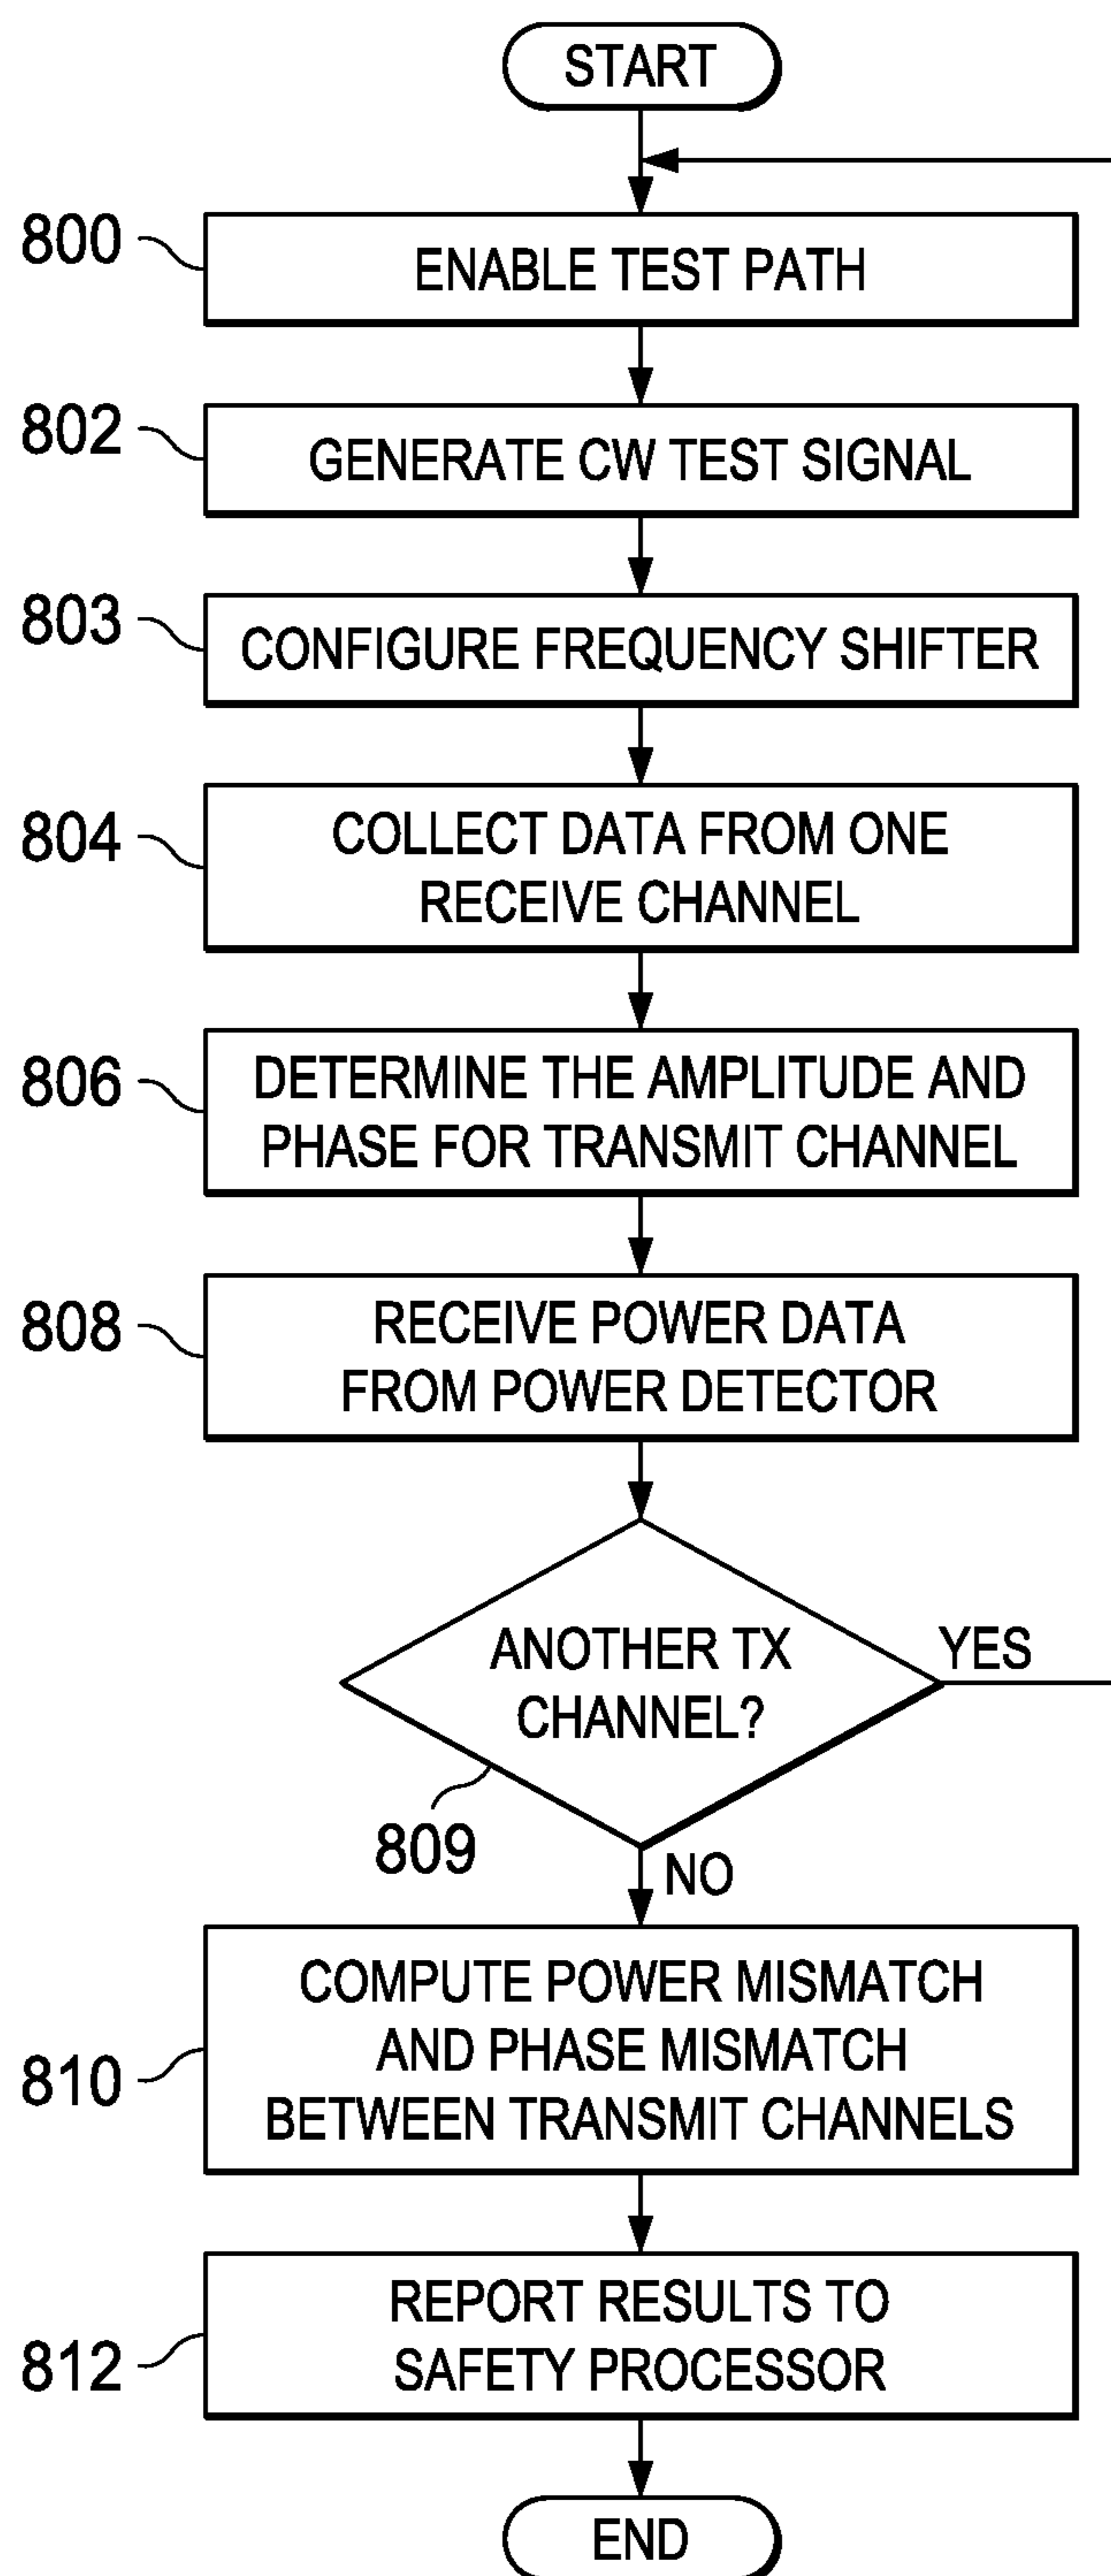 START
800
ENABLE TEST PATH
802
GENERATE CW TEST SIGNAL
803
CONFIGURE FREQUENCY SHIFTER
804
COLLECT DATA FROM ONE
RECEIVE CHANNEL
806
DETERMINE THE AMPLITUDE AND
PHASE FOR TRANSMIT CHANNEL
808
RECEIVE POWER DATA
FROM POWER DETECTOR
ANOTHER TX
CHANNEL?
YES
809
NO
810
COMPUTE POWER MISMATCH
AND PHASE MISMATCH
BETWEEN TRANSMIT CHANNELS
812
REPORT RESULTS TO
SAFETY PROCESSOR
END